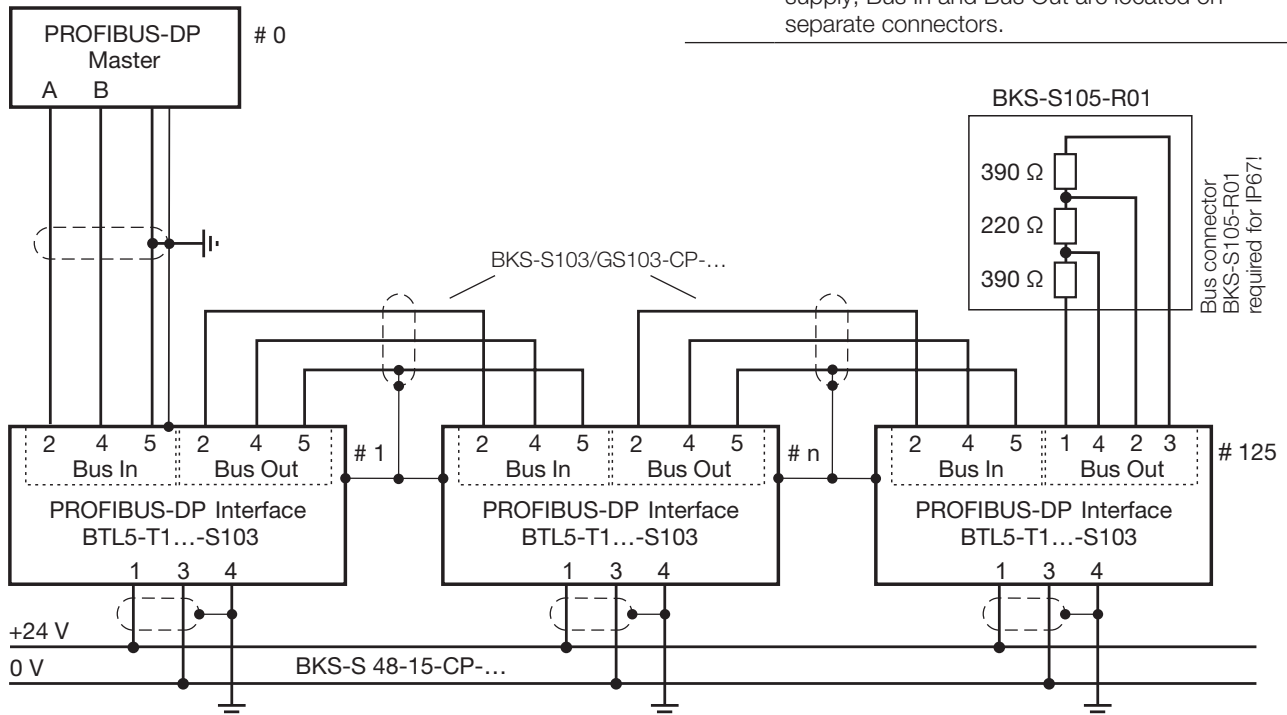 supply, Bus In and Bus Out are located on
separate connectors.
PROFIBUS-DP
Master
# 0
A B
BKS-S105-R01
390 Ω
220 Ω
390 Ω
Bus connector
BKS-S105-R01
required for IP67!
BKS-S103/GS103-CP-…
2 4 5 2 4 5
Bus In Bus Out
# 1
PROFIBUS-DP Interface
BTL5-T1…-S103
1 3 4
2 4 5 2 4 5
Bus In Bus Out
# n
PROFIBUS-DP Interface
BTL5-T1…-S103
1 3 4
2 4 5 1 4 2 3
Bus In Bus Out
# 125
PROFIBUS-DP Interface
BTL5-T1…-S103
1 3 4
+24 V
0 V
BKS-S 48-15-CP-…